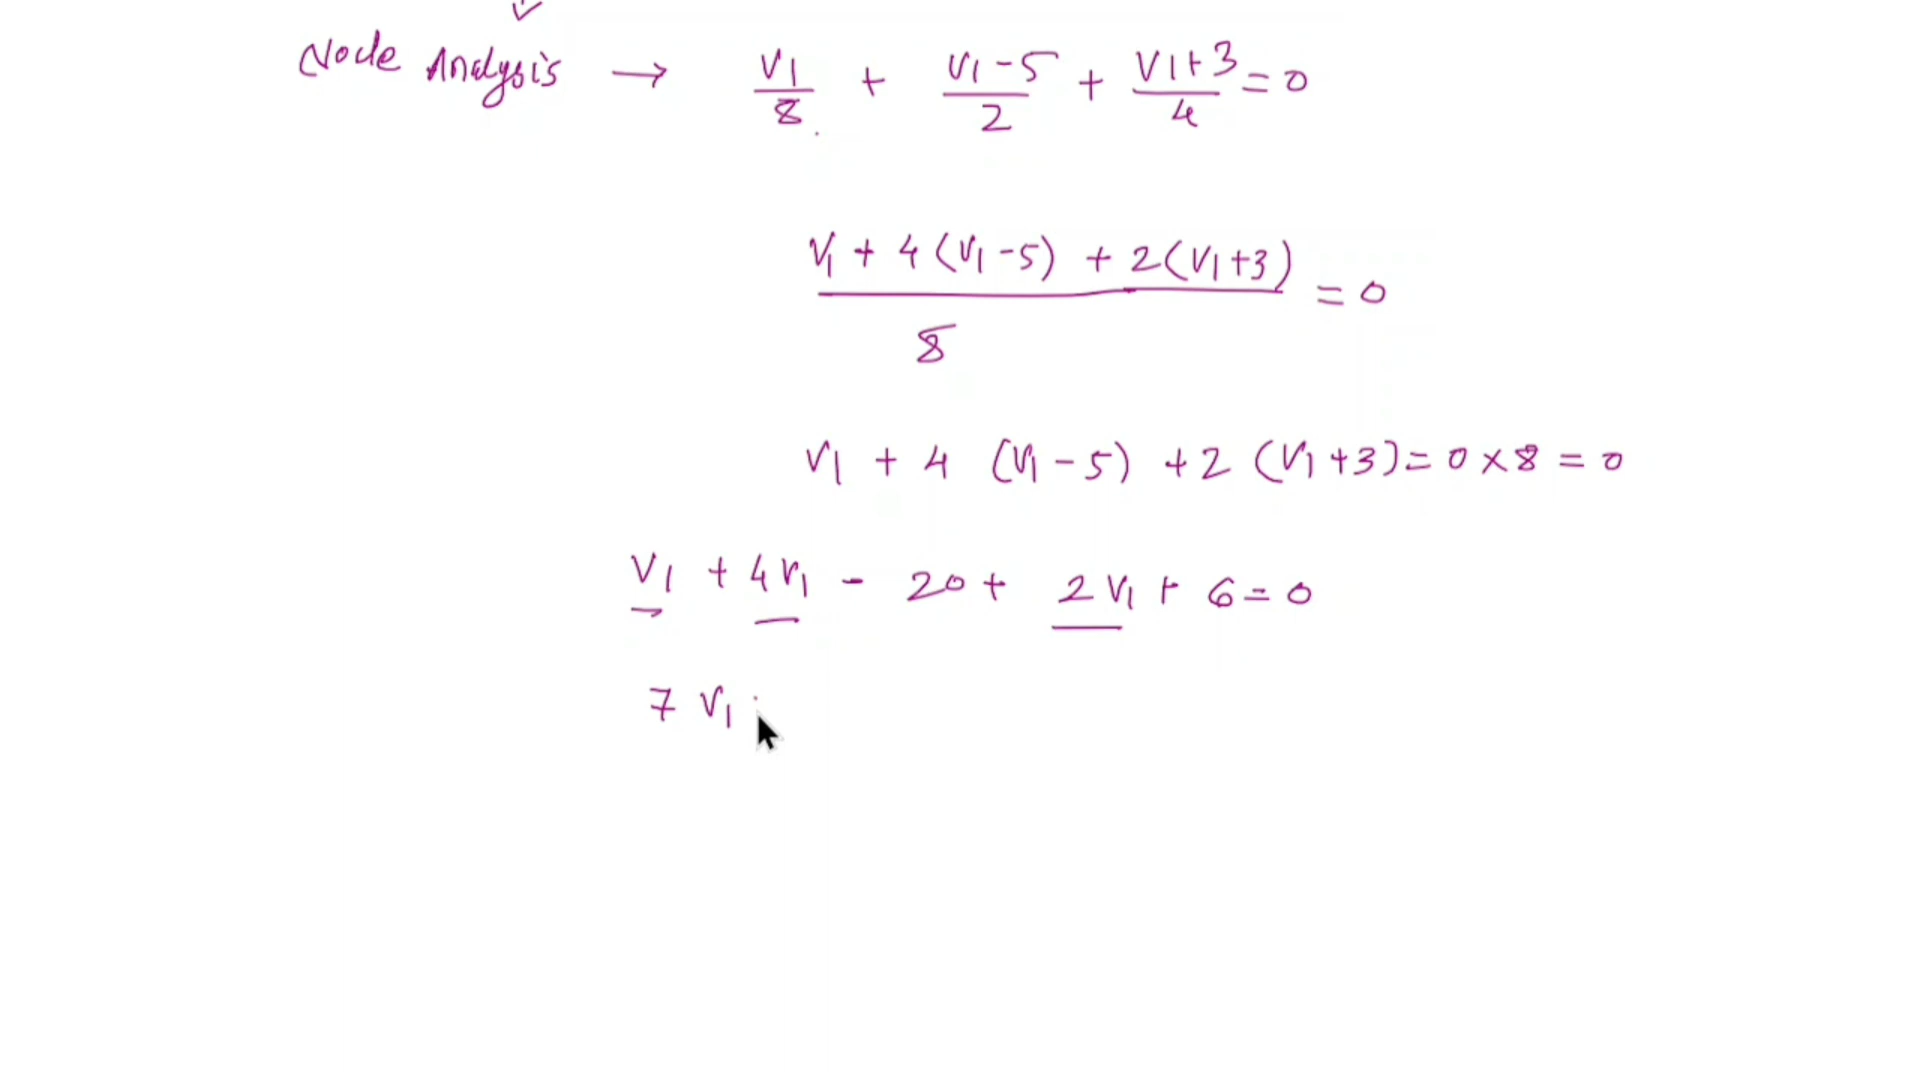 Node Analysis → V1/8 + V1-5/2 + V1+3/4 = 0
V1 + 4(V1-5) + 2(V1+3)/8 = 0
V1 + 4 (V1-5) +2 (V1+3) = 0 × 8 = 0
V1 + 4V1 - 20 + 2V1 + 6 = 0
7 V1